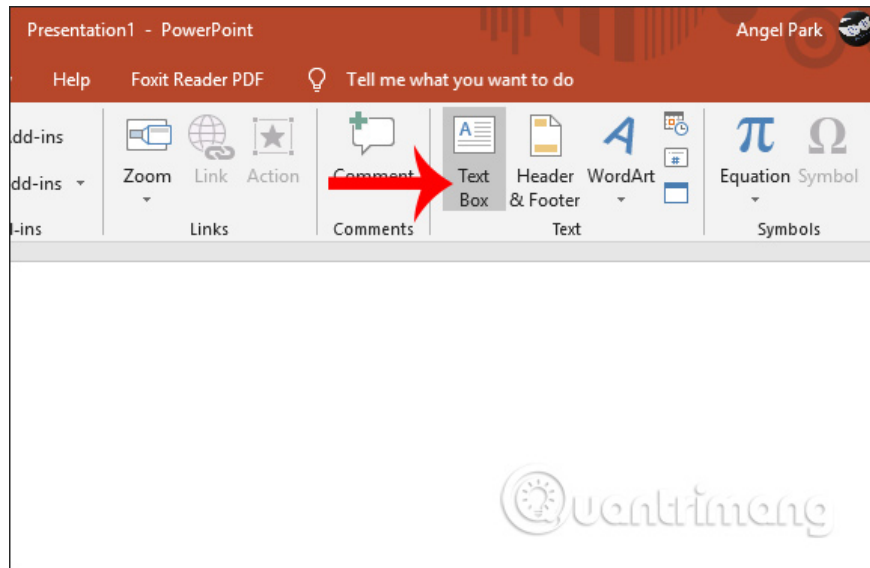 Presentation1 - PowerPoint
Angel Park
Help Foxit Reader PDF Tell me what you want to do
dd-ins
dd-ins
Zoom Link Action
Comment
Text Box
Header & Footer
WordArt
Equation Symbol
-ins Links Comments Text Symbols
Quantrimang